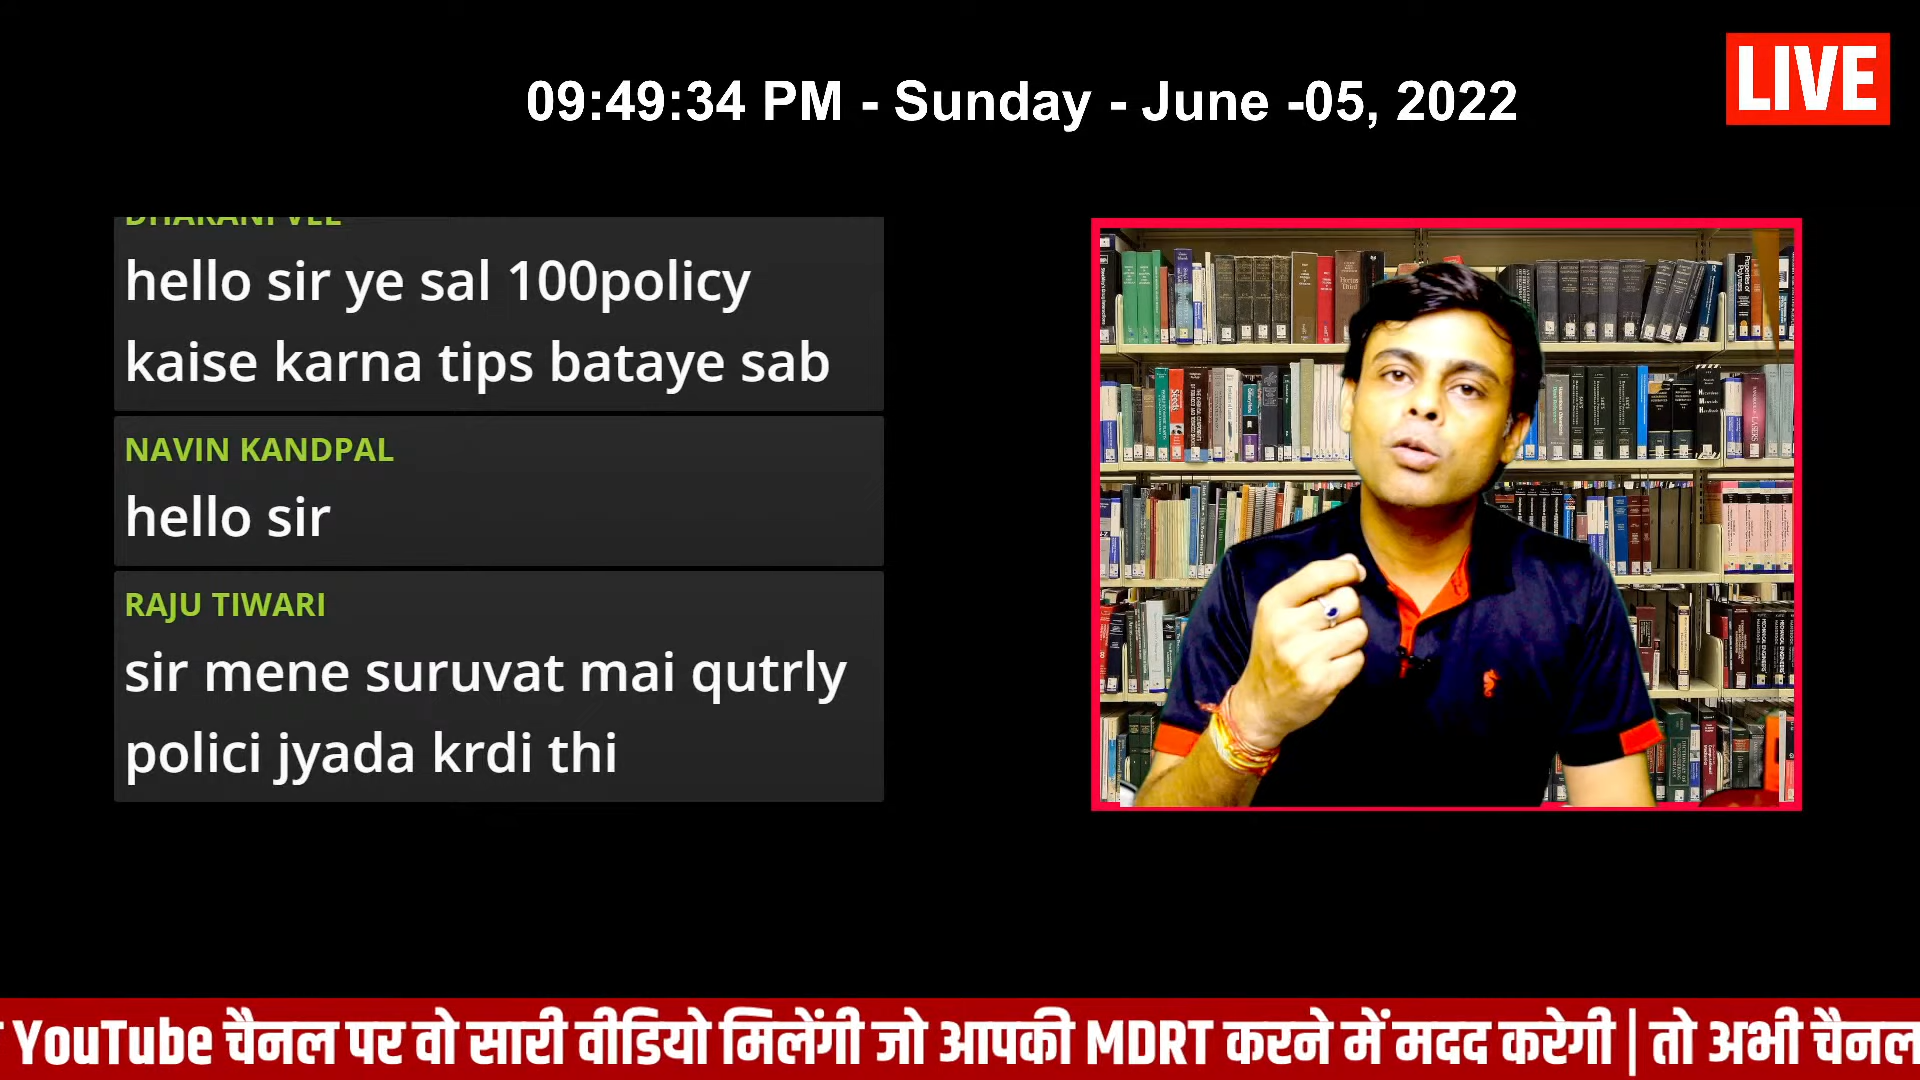 09:49:34 PM - Sunday - June -05, 2022
LIVE
DHARANI VEE
hello sir ye sal 100policy
kaise karna tips bataye sab
NAVIN KANDPAL
hello sir
RAJU TIWARI
sir mene suruvat mai qutrly
polici jyada krdi thi
YouTube चैनल पर वो सारी वीडियो मिलेंगी जो आपकी MDRT करने में मदद करेगी | तो अभी चैनल